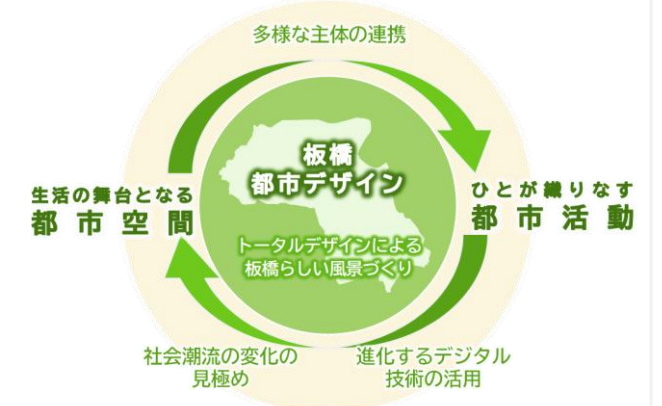 多様な主体の連携
板橋
都市デザイン
生活の舞台となる
都市空間
ひとが織りなす
都市活動
トータルデザインによる
板橋らしい風景づくり
社会潮流の変化の
見極め
進化するデジタル
技術の活用